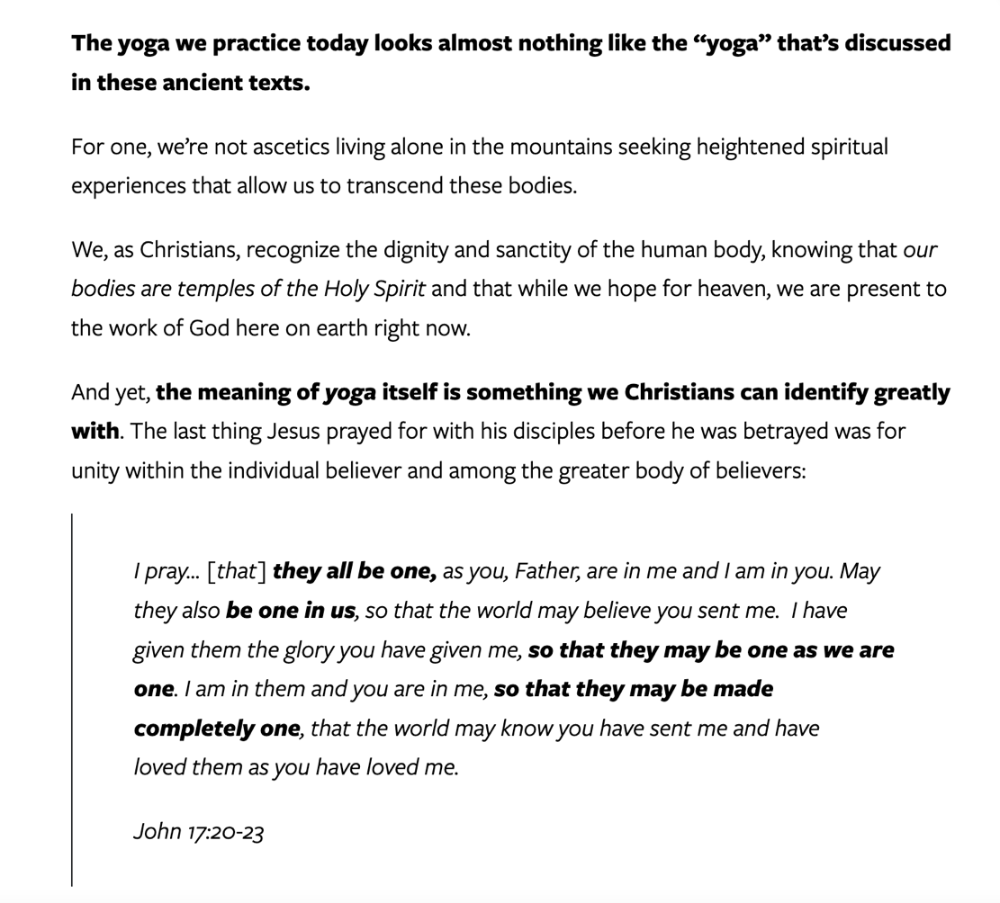 The yoga we practice today looks almost nothing like the “yoga” that’s discussed
in these ancient texts.
For one, we’re not ascetics living alone in the mountains seeking heightened spiritual
experiences that allow us to transcend these bodies.
We, as Christians, recognize the dignity and sanctity of the human body, knowing that our
bodies are temples of the Holy Spirit and that while we hope for heaven, we are present to
the work of God here on earth right now.
And yet, the meaning of yoga itself is something we Christians can identify greatly
with. The last thing Jesus prayed for with his disciples before he was betrayed was for
unity within the individual believer and among the greater body of believers:
I pray... [that] they all be one, as you, Father, are in me and I am in you. May
they also be one in us, so that the world may believe you sent me.  I have
given them the glory you have given me, so that they may be one as we are
one. I am in them and you are in me, so that they may be made
completely one, that the world may know you have sent me and have
loved them as you have loved me.
John 17:20-23